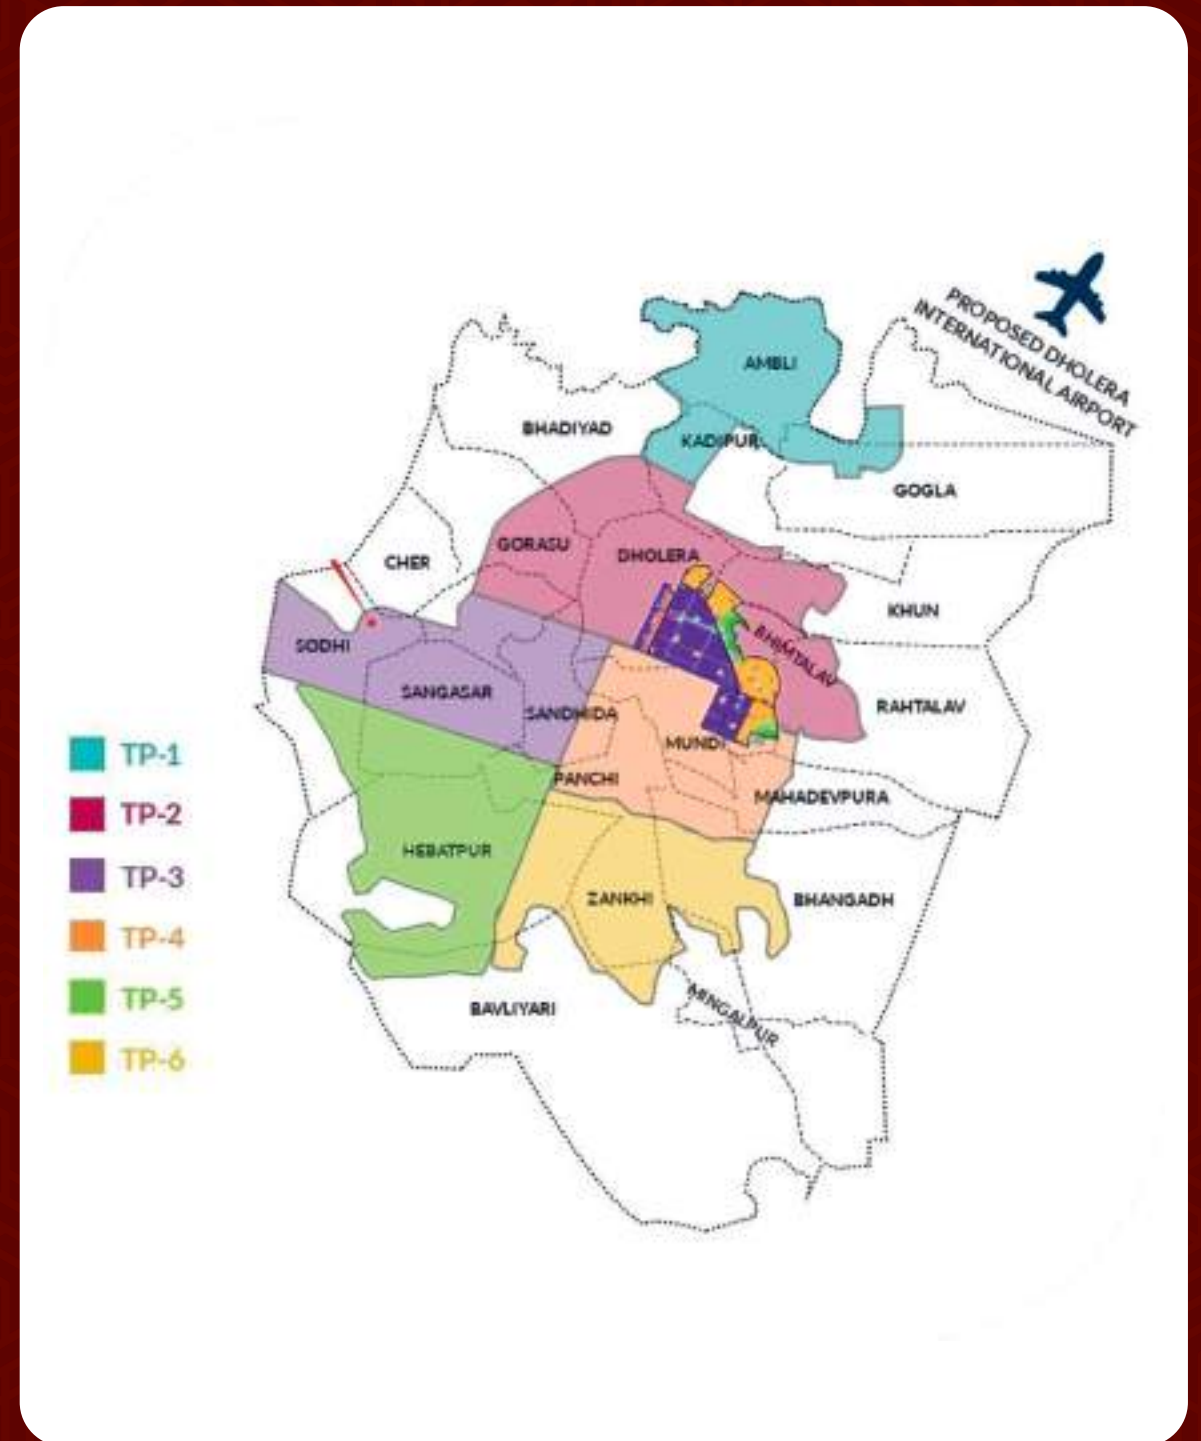 PROPOSED DHOLERA
INTERNATIONAL AIRPORT
AMBLI
BHADIYAD
KADIPUR
GOGLA
GORASU
DHOLERA
CHER
KHUN
SODHI
BHIMTALAV
SANGASAR
SANDHIDA
RAHTALAV
MUNDI
TP-1
PANCHI
MAHADEVPURA
TP-2
HEBATPUR
TP-3
ZANKHI
BHANGADH
TP-4
TP-5
BAVLIYARI
MINGALPUR
TP-6